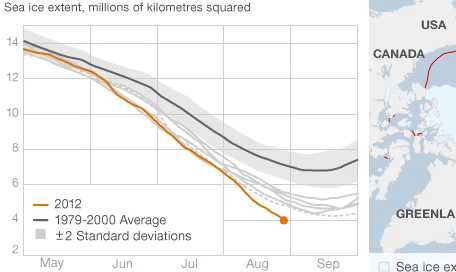 Sea ice extent, millions of kilometres squared
14
12
10
8
6
4
2
2012
1979-2000 Average
±2 Standard deviations
May Jun Jul Aug Sep
USA
CANADA
GREENLA
Sea ice ex